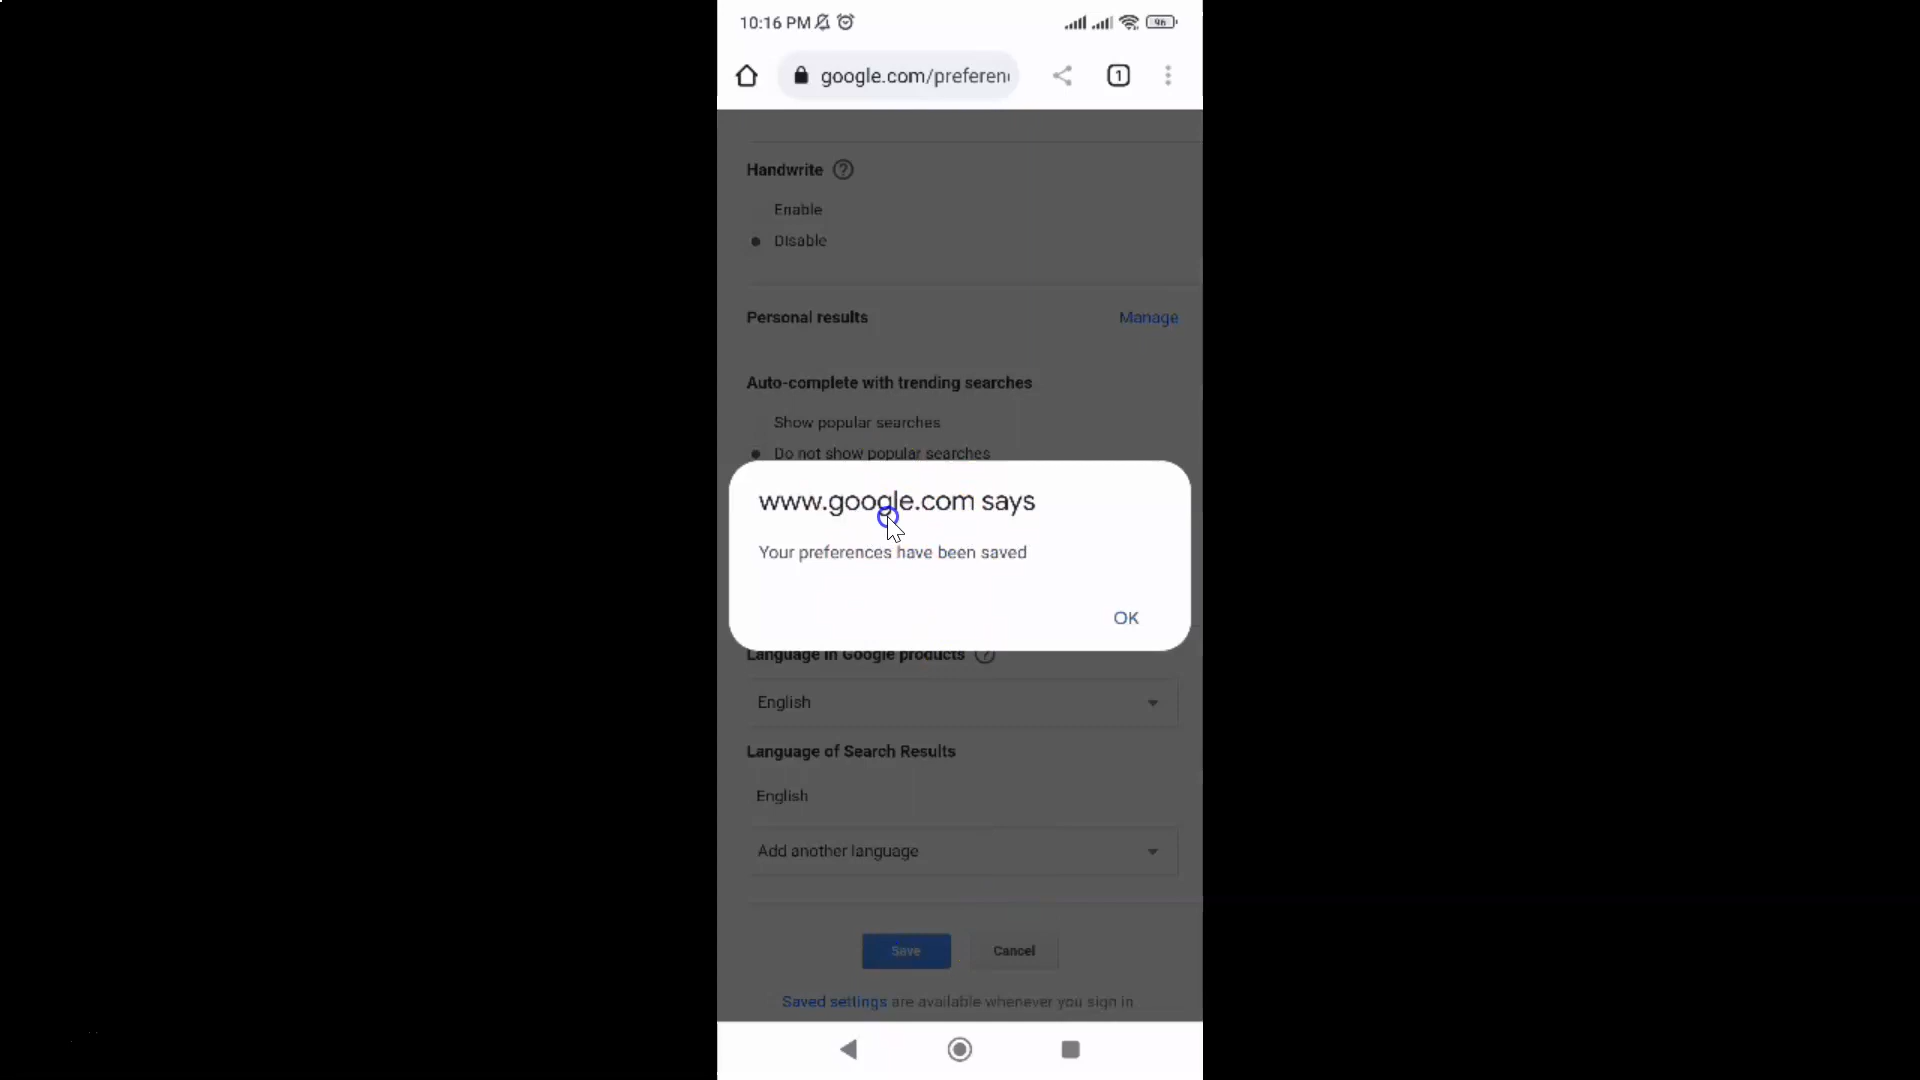 10:16 PM
96
google.com/preferen
1
Handwrite ?
Enable
Disable
Personal results
Manage
Auto-complete with trending searches
Show popular searches
Do not show popular searches
www.google.com says
Your preferences have been saved
OK
Language in Google products ?
English
Language of Search Results
English
Add another language
Save
Cancel
Saved settings are available whenever you sign in